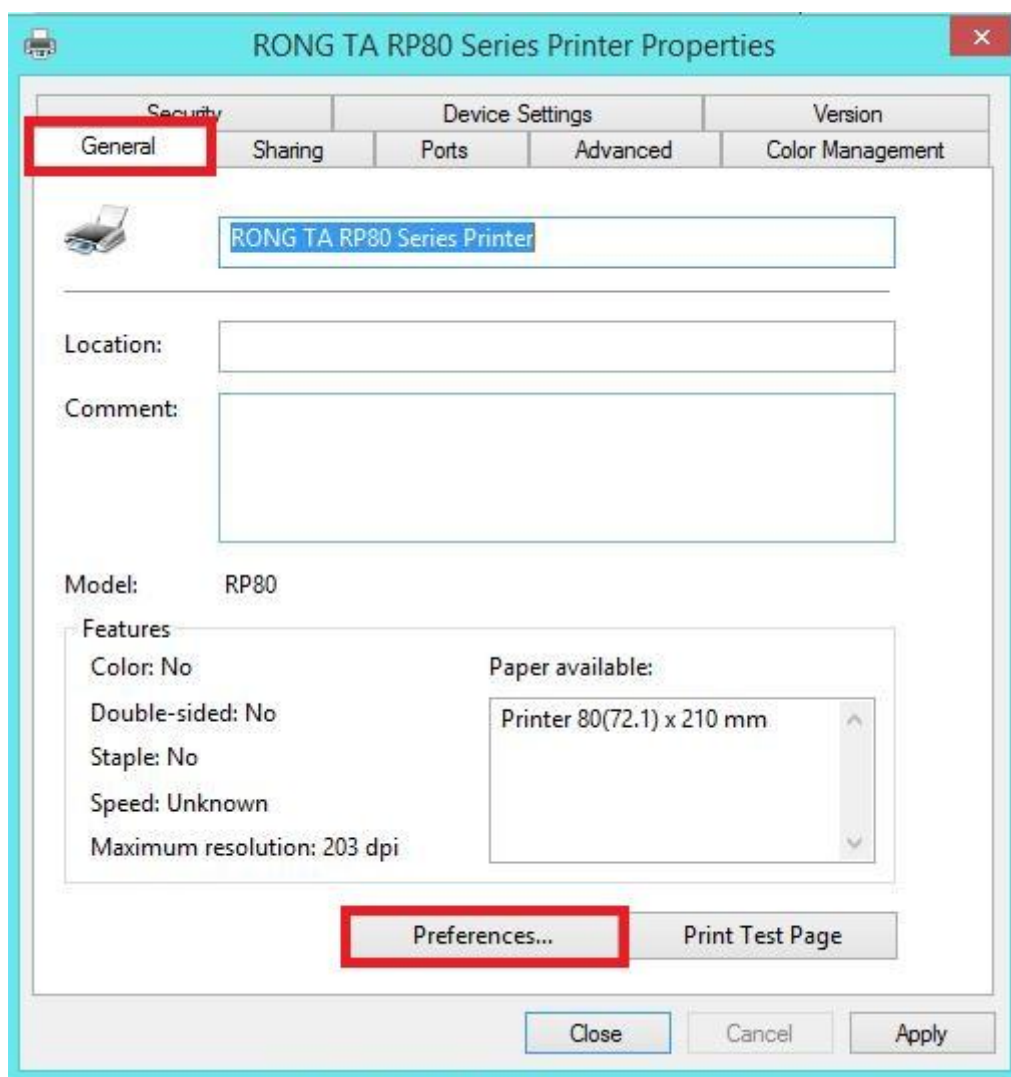 RONG TA RP80 Series Printer Properties
Security Device Settings Version
General Sharing Ports Advanced Color Management
RONG TA RP80 Series Printer
Location:
Comment:
Model: RP80
Features
Color: No
Paper available:
Double-sided: No
Printer 80(72.1) x 210 mm
Staple: No
Speed: Unknown
Maximum resolution: 203 dpi
Preferences... Print Test Page
Close Cancel Apply